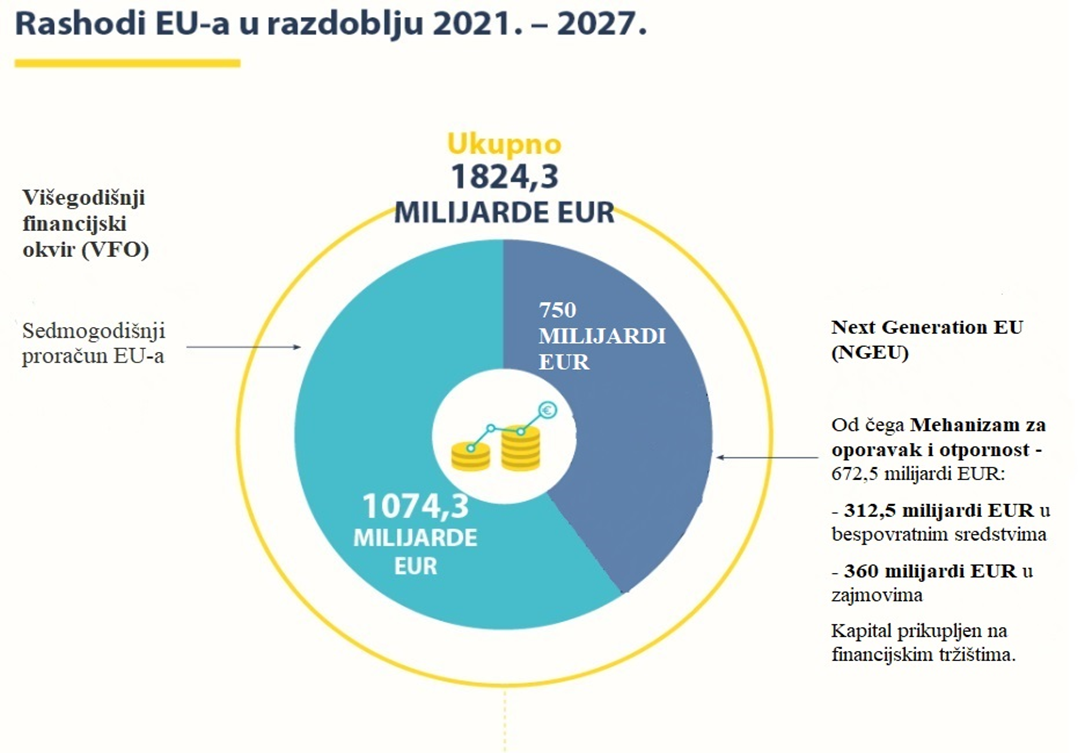 Rashodi EU-a u razdoblju 2021. – 2027.
Ukupno
1824,3
MILIJARDE EUR
Višegodišnji
financijski
okvir (VFO)
Sedmogodišnji
proračun EU-a
750
MILIJARDI
EUR
1074,3
MILIJARDE
EUR
Next Generation EU
(NGEU)
Od čega Mehanizam za
oporavak i otpornost -
672,5 milijardi EUR:
- 312,5 milijardi EUR u
bespovratnim sredstvima
- 360 milijardi EUR u
zajmovima
Kapital prikupljen na
financijskim tržištima.
€